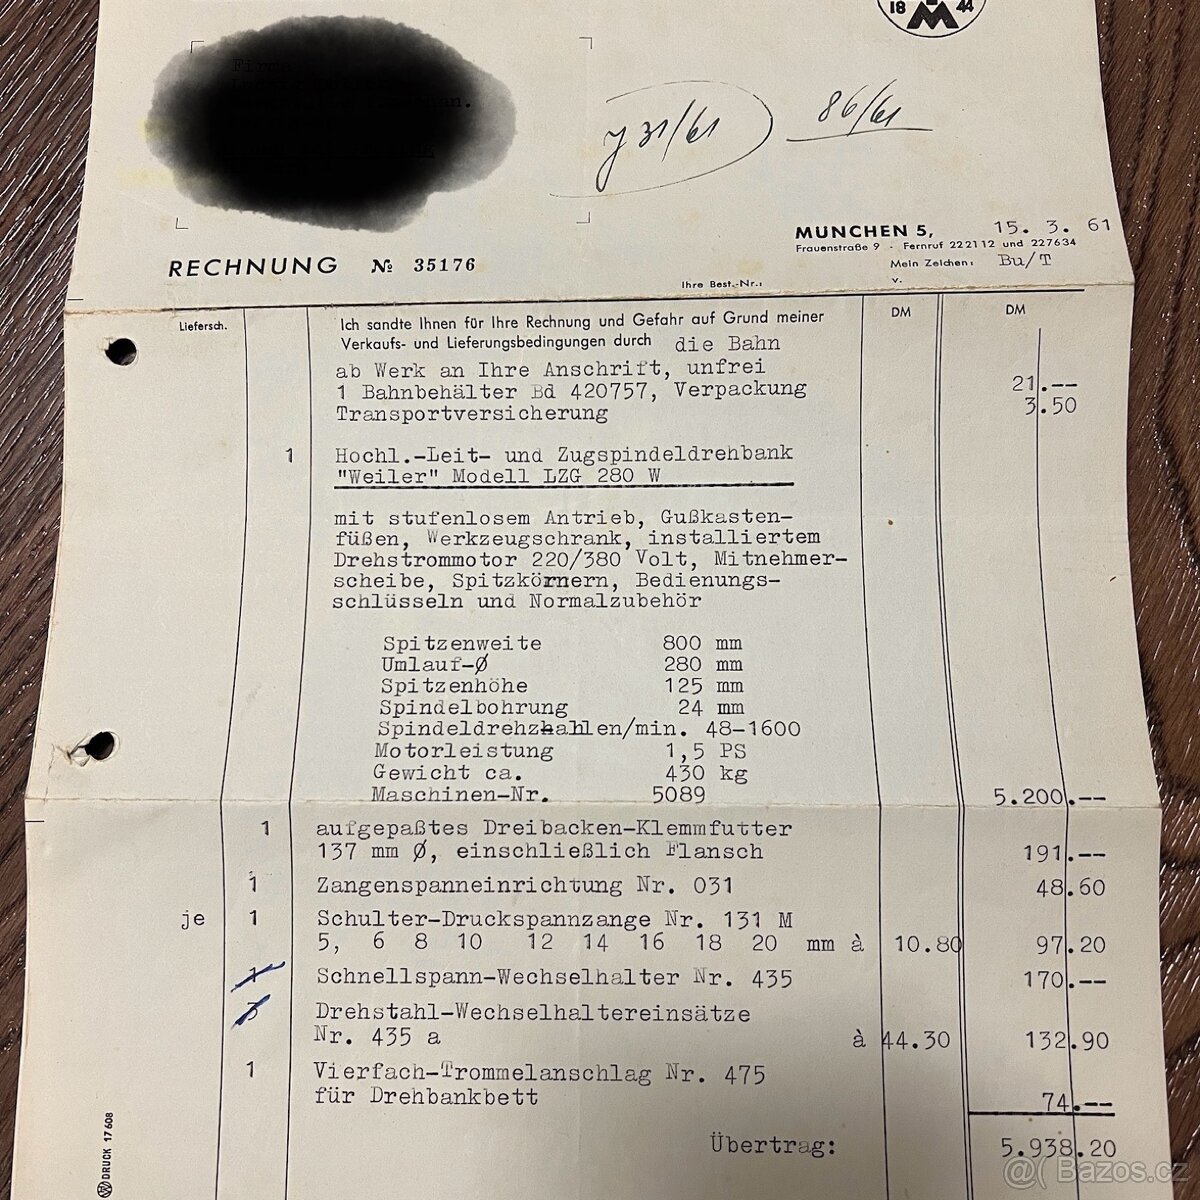 18 M 44
Firma
J 31/61 86/61
MÜNCHEN 5, 15. 3. 61
Frauenstraße 9 - Fernruf 222112 und 227634
RECHNUNG № 35176
Mein Zeichen: Bu/T
Ihre Best.-Nr.: v.
Liefersch. DM DM
Ich sandte Ihnen für Ihre Rechnung und Gefahr auf Grund meiner
Verkaufs- und Lieferungsbedingungen durch die Bahn
ab Werk an Ihre Anschrift, unfrei
1 Bahnbehälter Bd 420757, Verpackung 21.--
Transportversicherung 3.50
1 Hochl.-Leit- und Zugspindeldrehbank
"Weiler" Modell LZG 280 W
mit stufenlosem Antrieb, Gußkasten-
füßen, Werkzeugschrank, installiertem
Drehstrommotor 220/380 Volt, Mitnehmer-
scheibe, Spitzkörnern, Bedienungs-
schlüsseln und Normalzubehör
Spitzenweite 800 mm
Umlauf-Ø 280 mm
Spitzenhöhe 125 mm
Spindelbohrung 24 mm
Spindeldrehzahlen/min. 48-1600
Motorleistung 1,5 PS
Gewicht ca. 430 kg
Maschinen-Nr. 5089 5.200.--
1 aufgepaßtes Dreibacken-Klemmfutter
137 mm Ø, einschließlich Flansch 191.--
1 Zangenspanneinrichtung Nr. 031 48.60
je 1 Schulter-Druckspannzange Nr. 131 M
5, 6 8 10 12 14 16 18 20 mm à 10.80 97.20
1 Schnellspann-Wechselhalter Nr. 435 170.--
3 Drehstahl-Wechselhaltereinsätze
Nr. 435 a à 44.30 132.90
1 Vierfach-Trommelanschlag Nr. 475
für Drehbankbett 74.--
Übertrag: 5.938.20
DRUCK 17 608
Bazos.cz